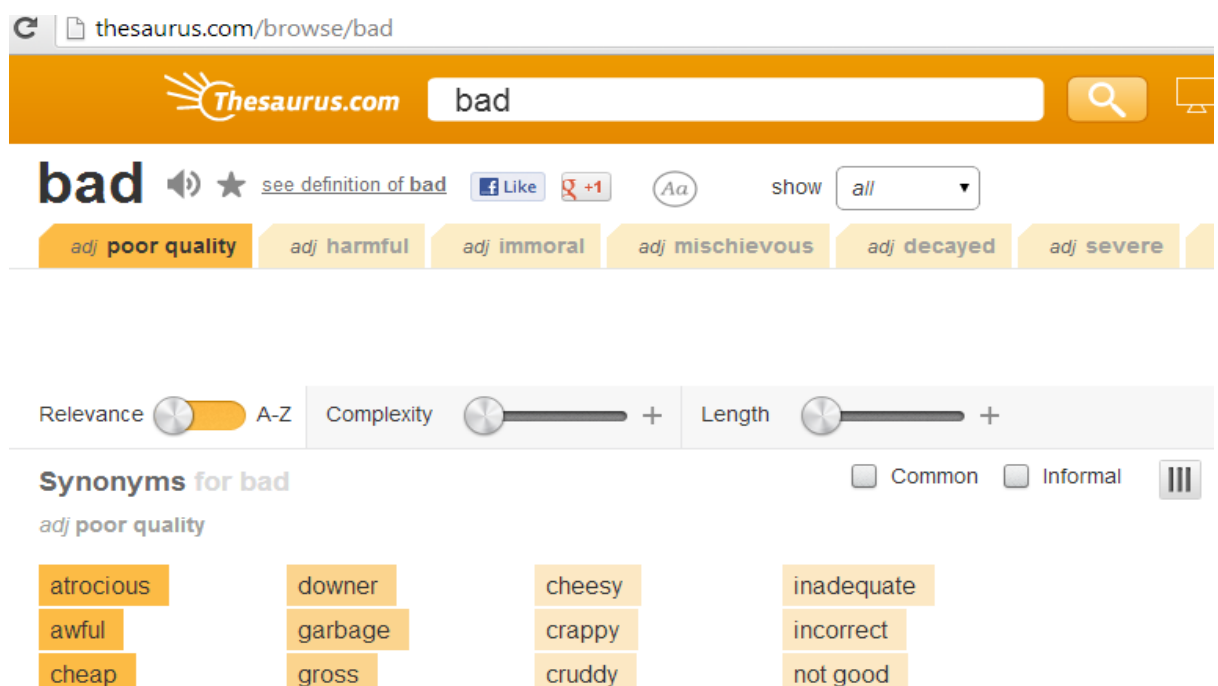 thesaurus.com/browse/bad
Thesaurus.com bad
bad see definition of bad Like +1 Aa show all
adj poor quality adj harmful adj immoral adj mischievous adj decayed adj severe
Relevance A-Z Complexity + Length +
Synonyms for bad Common Informal
adj poor quality
atrocious downer cheesy inadequate
awful garbage crappy incorrect
cheap gross cruddy not good